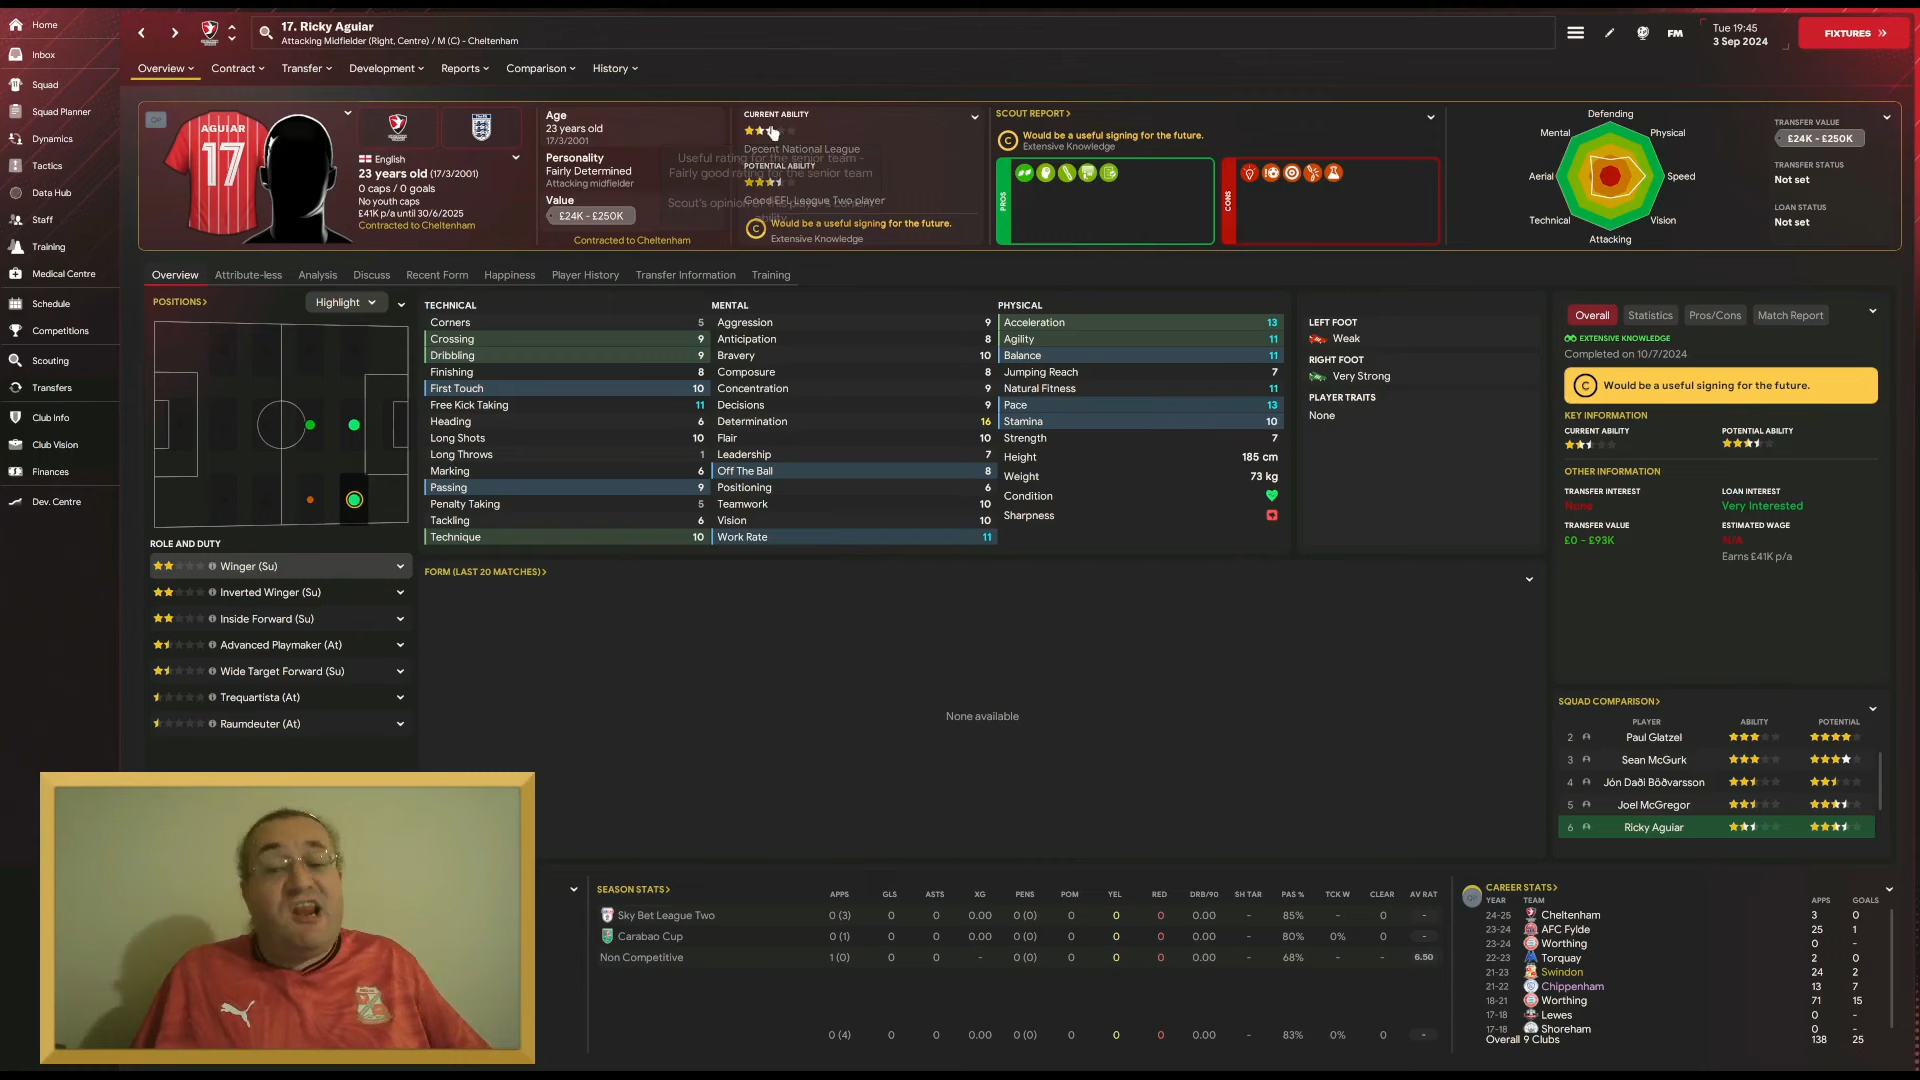 Home
Inbox
Squad
Squad Planner
Dynamics
Tactics
Data Hub
Staff
Training
Medical Centre
Schedule
Competitions
Scouting
Transfers
Club Info
Club Vision
Finances
Dev. Centre
17. Ricky Aguiar
Attacking Midfielder (Right, Centre) / M (C) - Cheltenham
FM
Tue 19:45
3 Sep 2024
FIXTURES
Overview Contract Transfer Development Reports Comparison History
AGUIAR
17
English
23 years old (17/3/2001)
0 caps / 0 goals
No youth caps
£41K p/a until 30/6/2025
Contracted to Cheltenham
Age
23 years old
17/3/2001
Personality
Fairly Determined
Attacking midfielder
Value
£24K - £250K
Contracted to Cheltenham
CURRENT ABILITY
Decent National League
POTENTIAL ABILITY
Good EFL League Two player
Would be a useful signing for the future.
Extensive Knowledge
Useful rating for the senior team -
Fairly good rating for the senior team
SCOUT REPORT>
Would be a useful signing for the future.
Extensive Knowledge
PROS
CONS
Defending
Physical
Speed
Vision
Attacking
Technical
Aerial
Mental
TRANSFER VALUE
£24K - £250K
TRANSFER STATUS
Not set
LOAN STATUS
Not set
Overview Attribute-less Analysis Discuss Recent Form Happiness Player History Transfer Information Training
POSITIONS>
Highlight
ROLE AND DUTY
Winger (Su)
Inverted Winger (Su)
Inside Forward (Su)
Advanced Playmaker (At)
Wide Target Forward (Su)
Trequartista (At)
Raumdeuter (At)
TECHNICAL
Corners 5
Crossing 9
Dribbling 9
Finishing 8
First Touch 10
Free Kick Taking 11
Heading 6
Long Shots 10
Long Throws 1
Marking 6
Passing 9
Penalty Taking 5
Tackling 6
Technique 10
MENTAL
Aggression 9
Anticipation 8
Bravery 10
Composure 8
Concentration 9
Decisions 9
Determination 16
Flair 10
Leadership 7
Off The Ball 8
Positioning 6
Teamwork 10
Vision 10
Work Rate 11
PHYSICAL
Acceleration 13
Agility 11
Balance 11
Jumping Reach 7
Natural Fitness 11
Pace 13
Stamina 10
Strength 7
Height 185 cm
Weight 73 kg
Condition
Sharpness
LEFT FOOT
Weak
RIGHT FOOT
Very Strong
PLAYER TRAITS
None
FORM (LAST 20 MATCHES)>
None available
Overall Statistics Pros/Cons Match Report
EXTENSIVE KNOWLEDGE
Completed on 10/7/2024
Would be a useful signing for the future.
KEY INFORMATION
CURRENT ABILITY POTENTIAL ABILITY
OTHER INFORMATION
TRANSFER INTEREST LOAN INTEREST
None Very Interested
TRANSFER VALUE ESTIMATED WAGE
£0 - £93K N/A
Earns £41K p/a
SQUAD COMPARISON>
PLAYER ABILITY POTENTIAL
2 Paul Glatzel
3 Sean McGurk
4 Jón Daði Böðvarsson
5 Joel McGregor
6 Ricky Aguiar
SEASON STATS> APPS GLS ASTS XG PENS POM YEL RED DRB/90 SH TAR PAS % TCK W CLEAR AV RAT
Sky Bet League Two 0 (3) 0 0 0.00 0 (0) 0 0 0 0.00 - 85% - 0 -
Carabao Cup 0 (1) 0 0 0.00 0 (0) 0 0 0 0.00 - 80% 0% 0 -
Non Competitive 1 (0) 0 0 - 0 (0) 0 0 0 0.00 - 68% - - 6.50
0 (4) 0 0 0.00 0 (0) 0 0 0 0.00 - 83% 0% 0 -
CAREER STATS>
YEAR TEAM APPS GOALS
24-25 Cheltenham 3 0
23-24 AFC Fylde 25 1
23-24 Worthing 0 -
22-23 Torquay 2 0
21-23 Swindon 24 2
21-22 Chippenham 13 7
18-21 Worthing 71 15
17-18 Lewes 0 -
17-18 Shoreham 0 -
Overall 9 Clubs 138 25